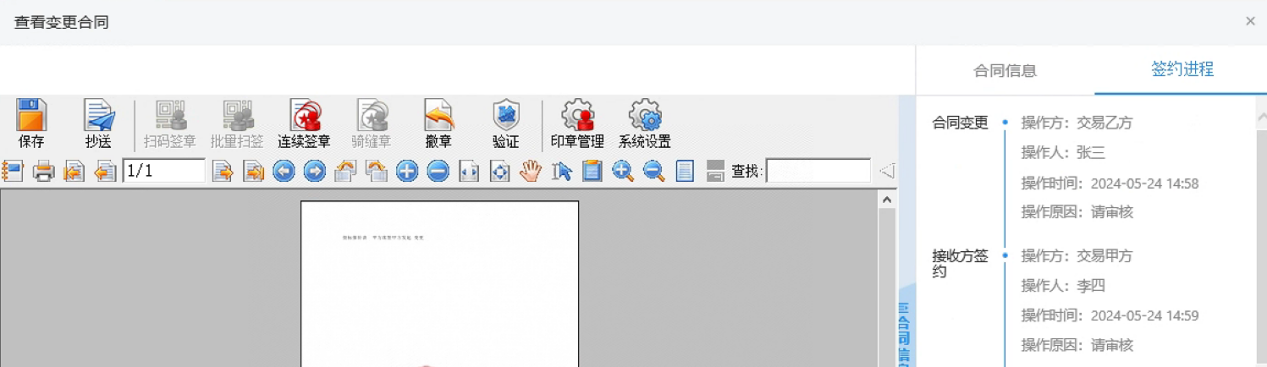 查看变更合同
合同信息 签约进程
保存 抄送 扫码签章 批量扫签 连续签章 骑缝章 撤章 验证 印章管理 系统设置
1/1 查找:
合同变更 操作方：交易乙方
操作人：张三
操作时间：2024-05-24 14:58
操作原因：请审核
接收方签约 操作方：交易甲方
操作人：李四
操作时间：2024-05-24 14:59
操作原因：请审核
合同信